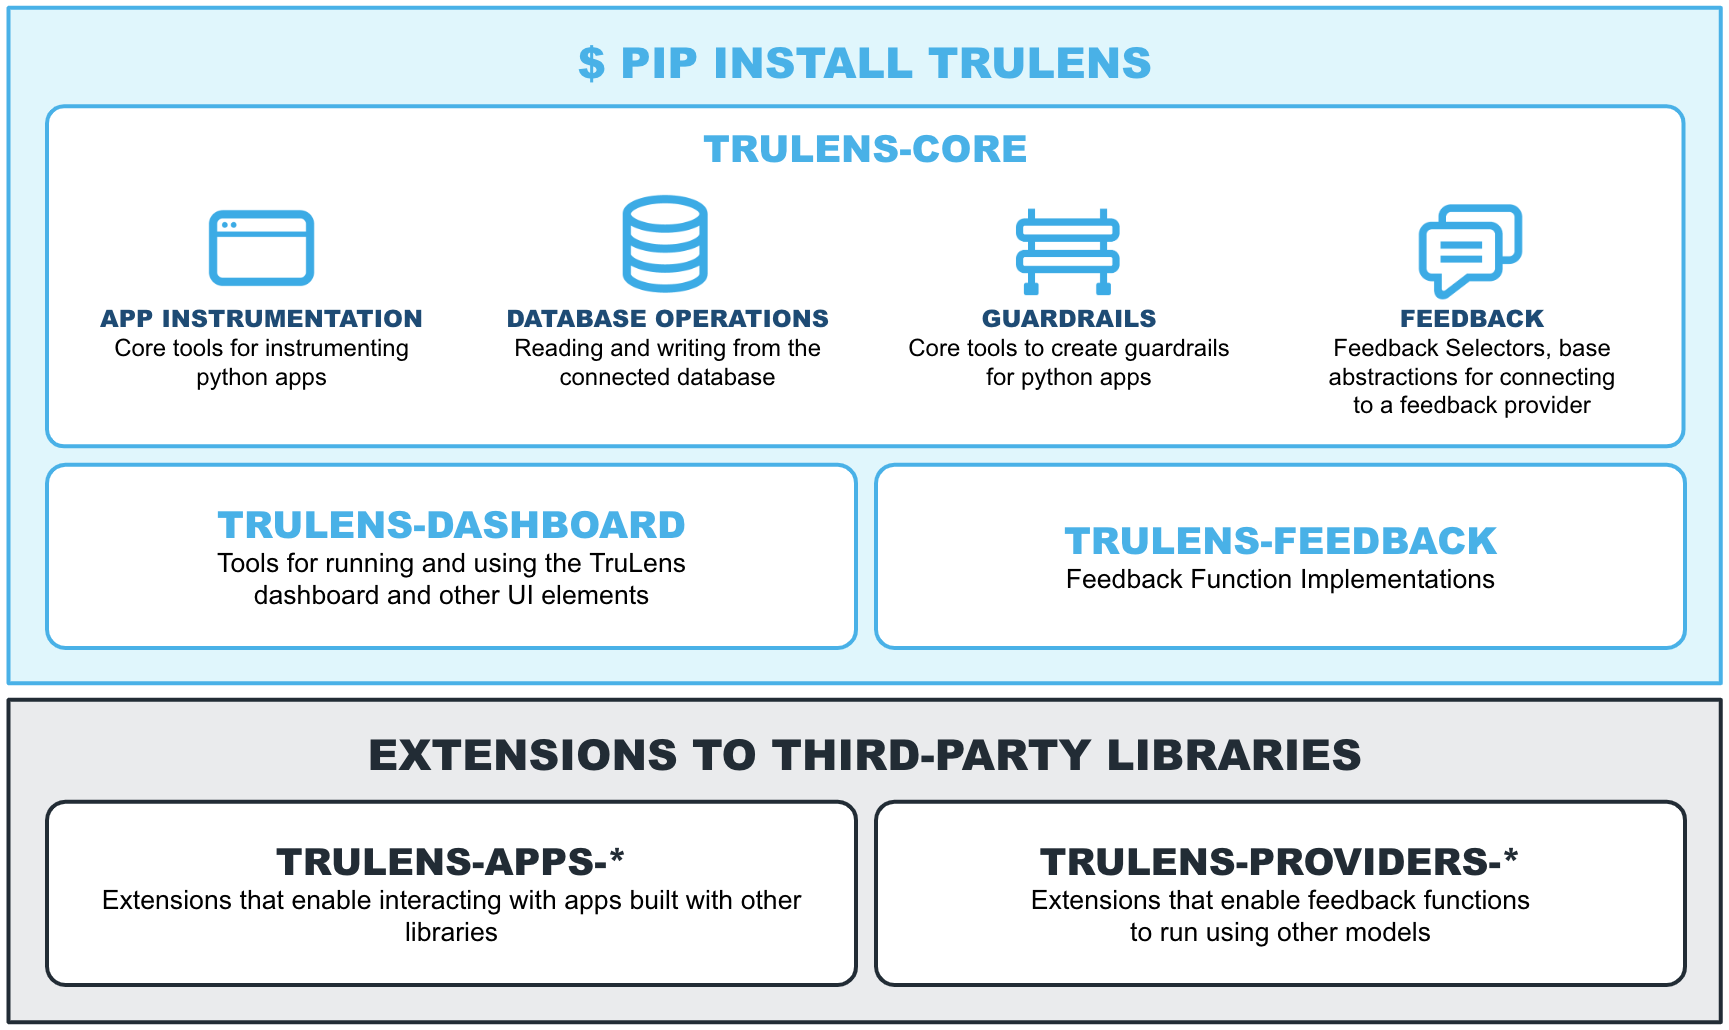 $ PIP INSTALL TRULENS
TRULENS-CORE
APP INSTRUMENTATION
Core tools for instrumenting
python apps
DATABASE OPERATIONS
Reading and writing from the
connected database
GUARDRAILS
Core tools to create guardrails
for python apps
FEEDBACK
Feedback Selectors, base
abstractions for connecting
to a feedback provider
TRULENS-DASHBOARD
Tools for running and using the TruLens
dashboard and other UI elements
TRULENS-FEEDBACK
Feedback Function Implementations
EXTENSIONS TO THIRD-PARTY LIBRARIES
TRULENS-APPS-*
Extensions that enable interacting with apps built with other
libraries
TRULENS-PROVIDERS-*
Extensions that enable feedback functions
to run using other models